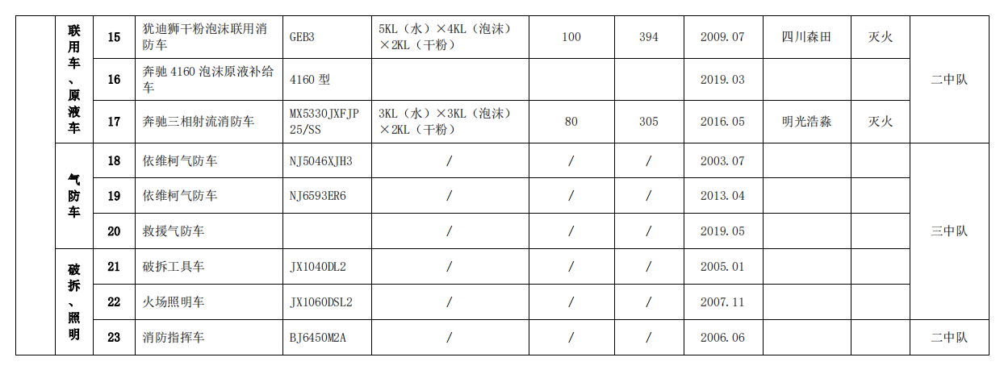 联用车、原液车
15 犹迪狮干粉泡沫联用消防车 GEB3 5KL（水）×4KL（泡沫）×2KL（干粉） 100 394 2009.07 四川森田 灭火
16 奔驰 4160 泡沫原液补给车 4160 型 2019.03
二中队
17 奔驰三相射流消防车 MX5330JXFJP25/SS 3KL（水）×3KL（泡沫）×2KL（干粉） 80 305 2016.05 明光浩淼 灭火
气防车
18 依维柯气防车 NJ5046XJH3 / / / 2003.07
19 依维柯气防车 NJ6593ER6 / / / 2013.04
20 救援气防车 / / / 2019.05
三中队
破拆、照明
21 破拆工具车 JX1040DL2 / / / 2005.01
22 火场照明车 JX1060DSL2 / / / 2007.11
23 消防指挥车 BJ6450M2A / / / 2006.06 二中队